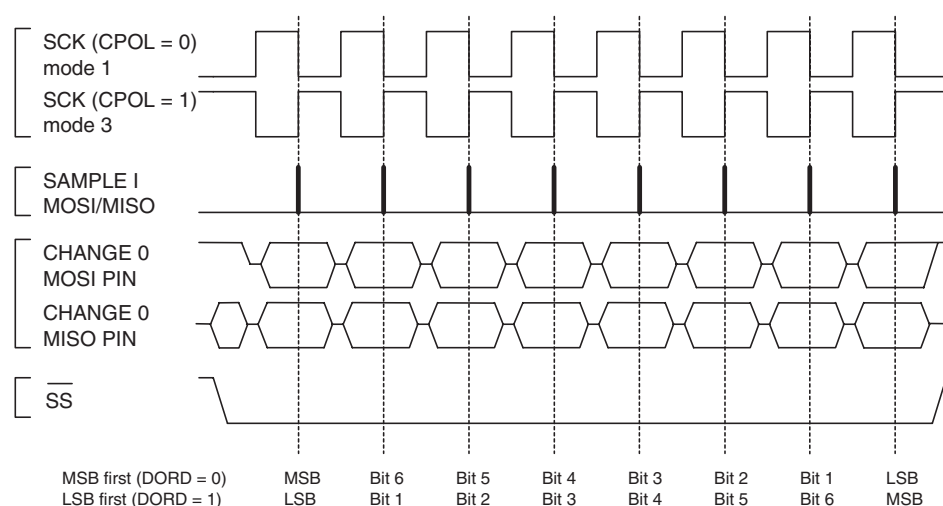 SCK (CPOL = 0)
mode 1
SCK (CPOL = 1)
mode 3
SAMPLE I
MOSI/MISO
CHANGE 0
MOSI PIN
CHANGE 0
MISO PIN
SS
MSB first (DORD = 0) MSB Bit 6 Bit 5 Bit 4 Bit 3 Bit 2 Bit 1 LSB
LSB first (DORD = 1) LSB Bit 1 Bit 2 Bit 3 Bit 4 Bit 5 Bit 6 MSB